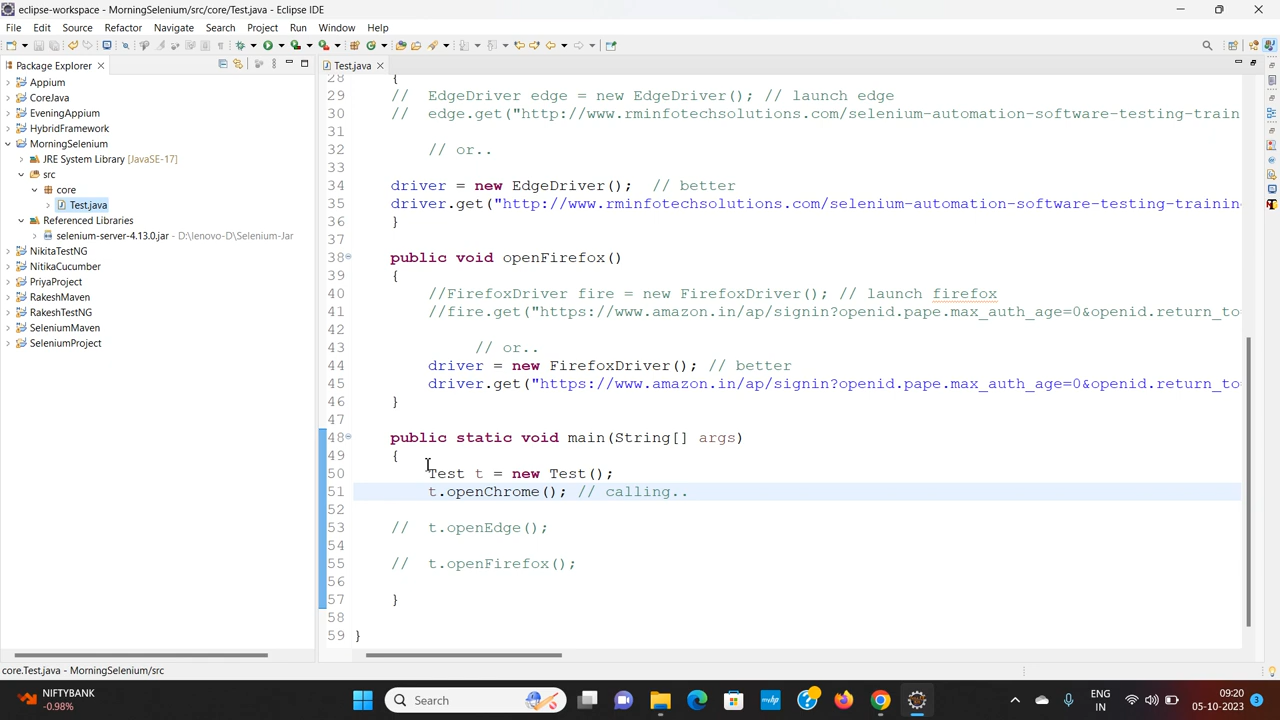 eclipse-workspace - MorningSelenium/src/core/Test.java - Eclipse IDE
File Edit Source Refactor Navigate Search Project Run Window Help
Package Explorer
Appium
CoreJava
EveningAppium
HybridFramework
MorningSelenium
JRE System Library [JavaSE-17]
src
core
Test.java
Referenced Libraries
selenium-server-4.13.0.jar - D:\lenovo-D\Selenium-Jar
NikitaTestNG
NitikaCucumber
PriyaProject
RakeshMaven
RakeshTestNG
SeleniumMaven
SeleniumProject
Test.java
28 {
29 // EdgeDriver edge = new EdgeDriver(); // launch edge
30 // edge.get("http://www.rminfotechsolutions.com/selenium-automation-software-testing-train
31
32 // or..
33
34 driver = new EdgeDriver(); // better
35 driver.get("http://www.rminfotechsolutions.com/selenium-automation-software-testing-training
36 }
37
38 public void openFirefox()
39 {
40 //FirefoxDriver fire = new FirefoxDriver(); // launch firefox
41 //fire.get("https://www.amazon.in/ap/signin?openid.pape.max_auth_age=0&openid.return_to
42
43 // or..
44 driver = new FirefoxDriver(); // better
45 driver.get("https://www.amazon.in/ap/signin?openid.pape.max_auth_age=0&openid.return_to
46 }
47
48 public static void main(String[] args)
49 {
50 Test t = new Test();
51 t.openChrome(); // calling..
52
53 // t.openEdge();
54
55 // t.openFirefox();
56
57 }
58
59 }
core.Test.java - MorningSelenium/src
NIFTYBANK
-0.98%
Search
ENG
IN
09:20
05-10-2023
3